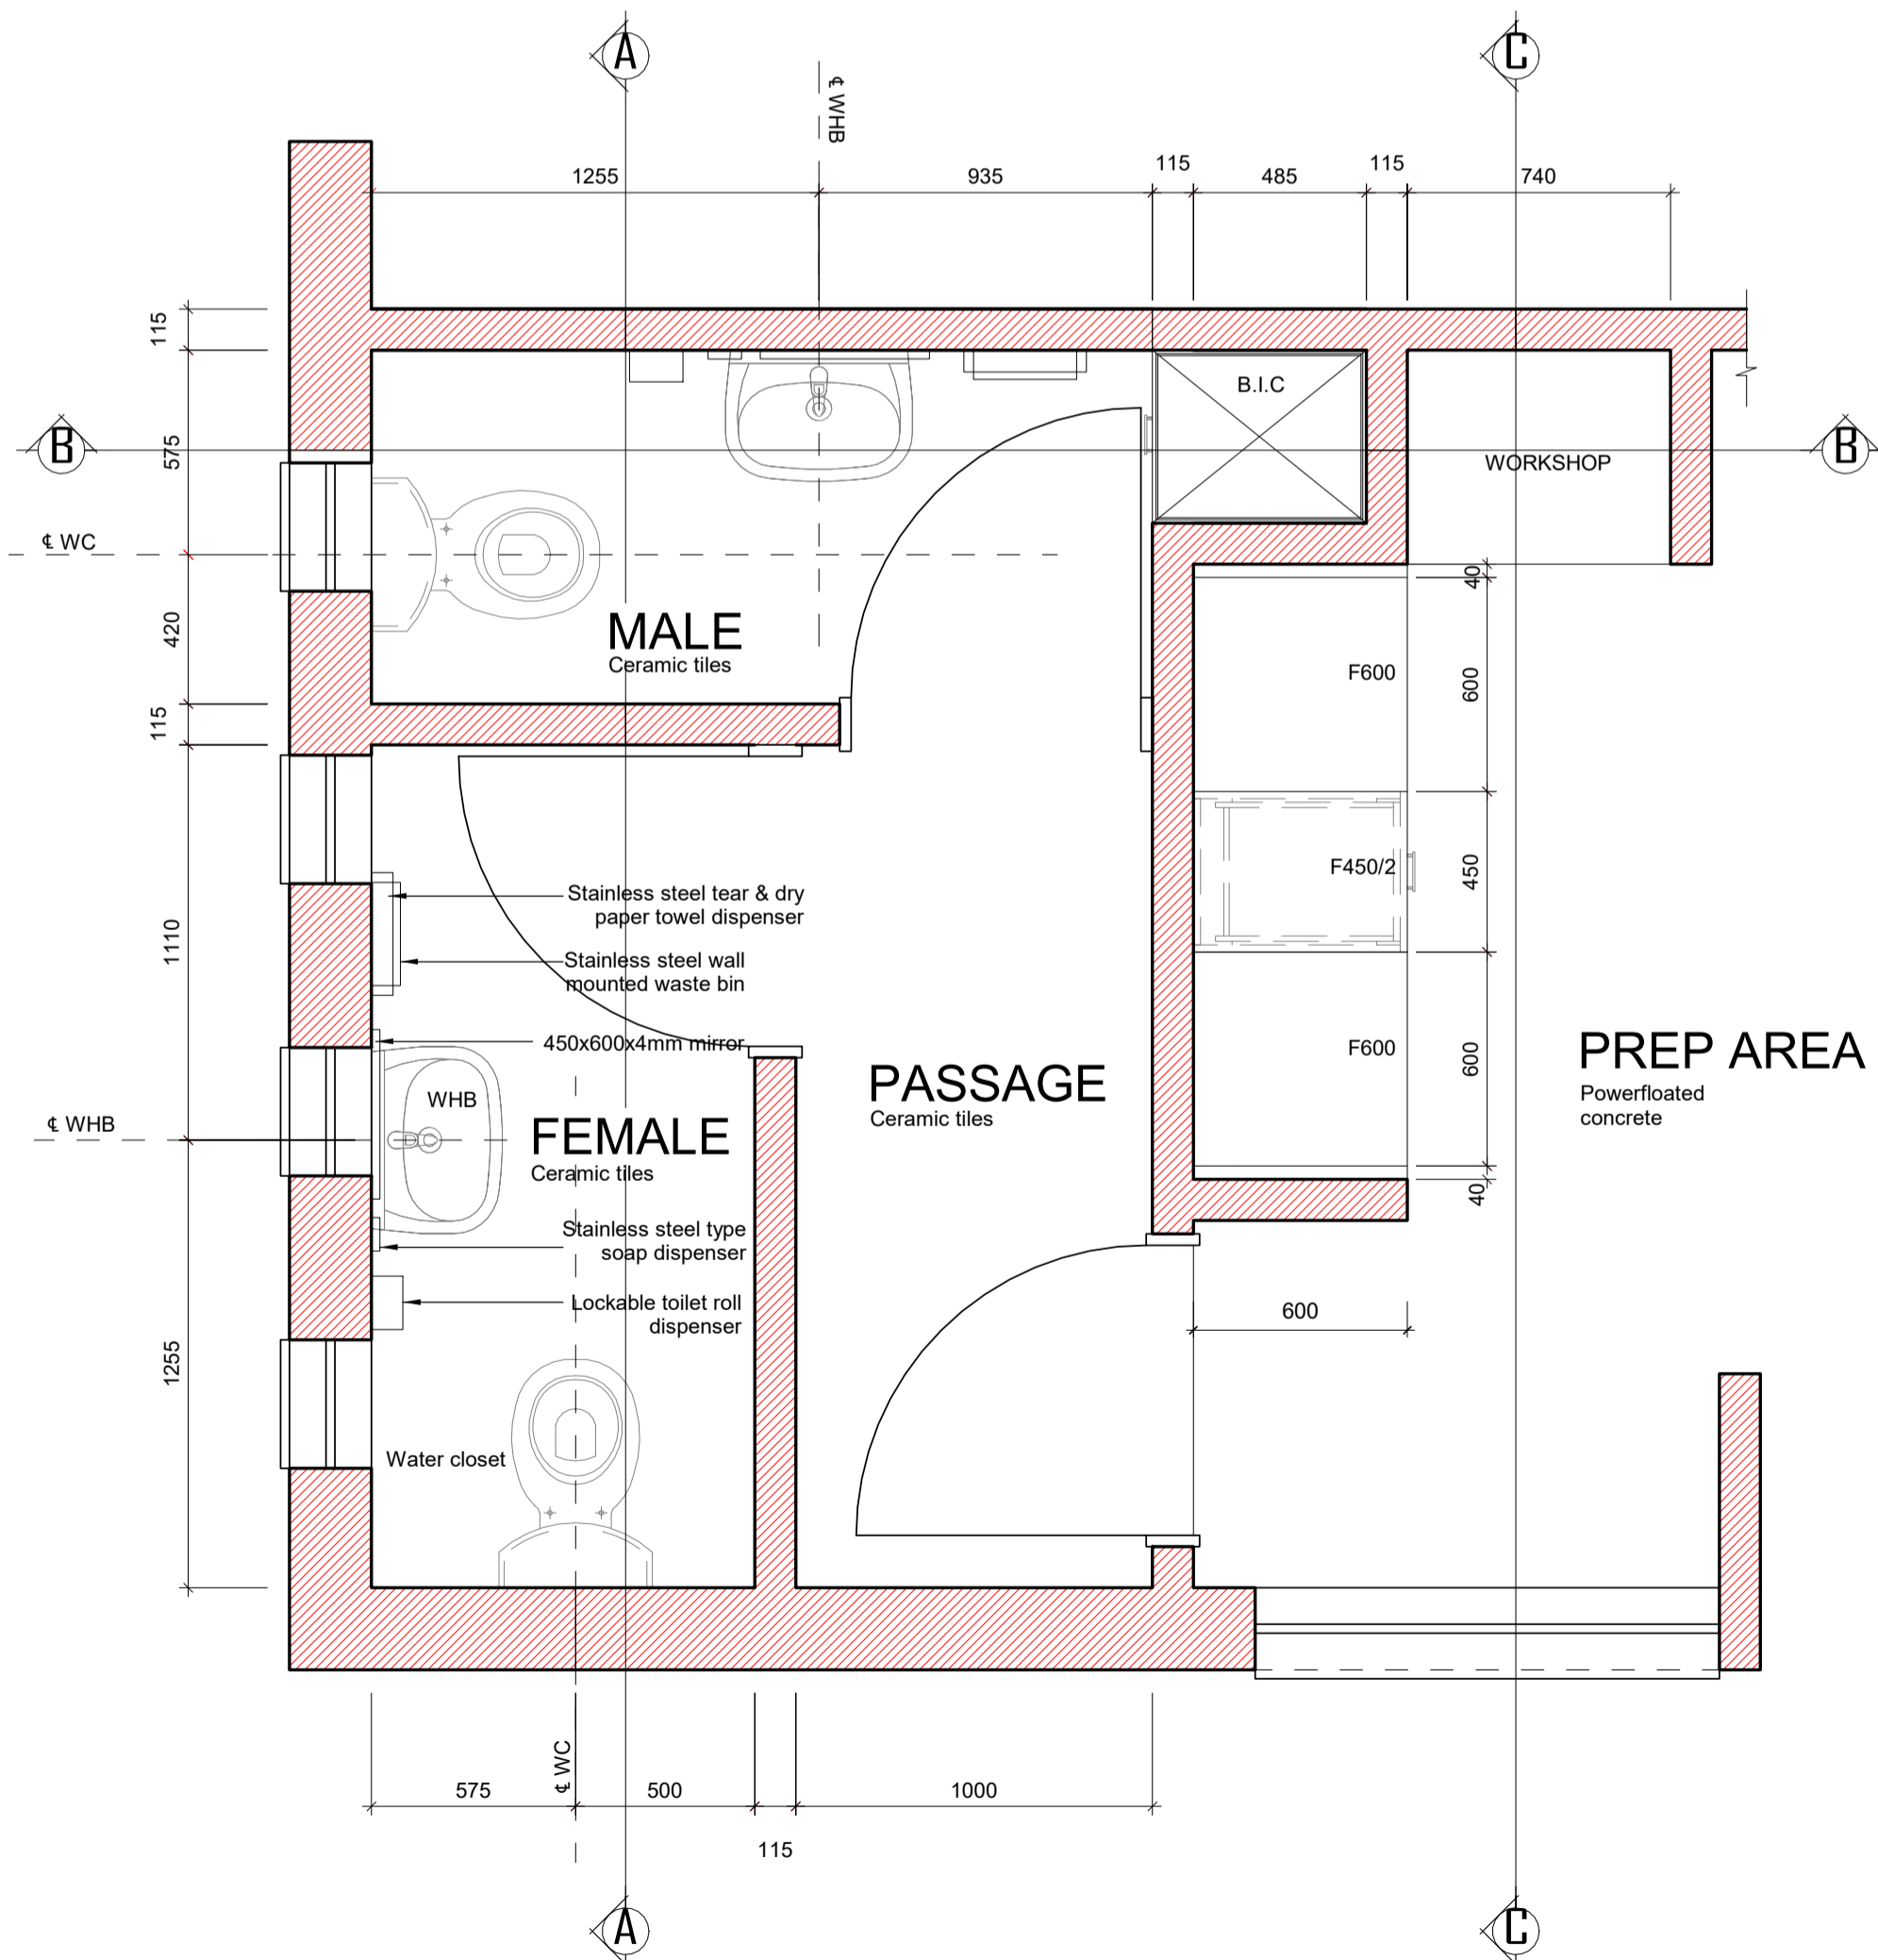 A
C
℄ WHB
1255
935
115
485
115
740
115
B.I.C
B
575
WORKSHOP
B
℄ WC
40
420
MALE
Ceramic tiles
F600
600
115
F450/2
450
Stainless steel tear & dry
paper towel dispenser
1110
Stainless steel wall
mounted waste bin
450x600x4mm mirror
F600
600
PREP AREA
Powerfloated
concrete
PASSAGE
Ceramic tiles
WHB
℄ WHB
FEMALE
Ceramic tiles
40
Stainless steel type
soap dispenser
Lockable toilet roll
dispenser
600
1255
Water closet
℄ WC
575
500
1000
115
A
C